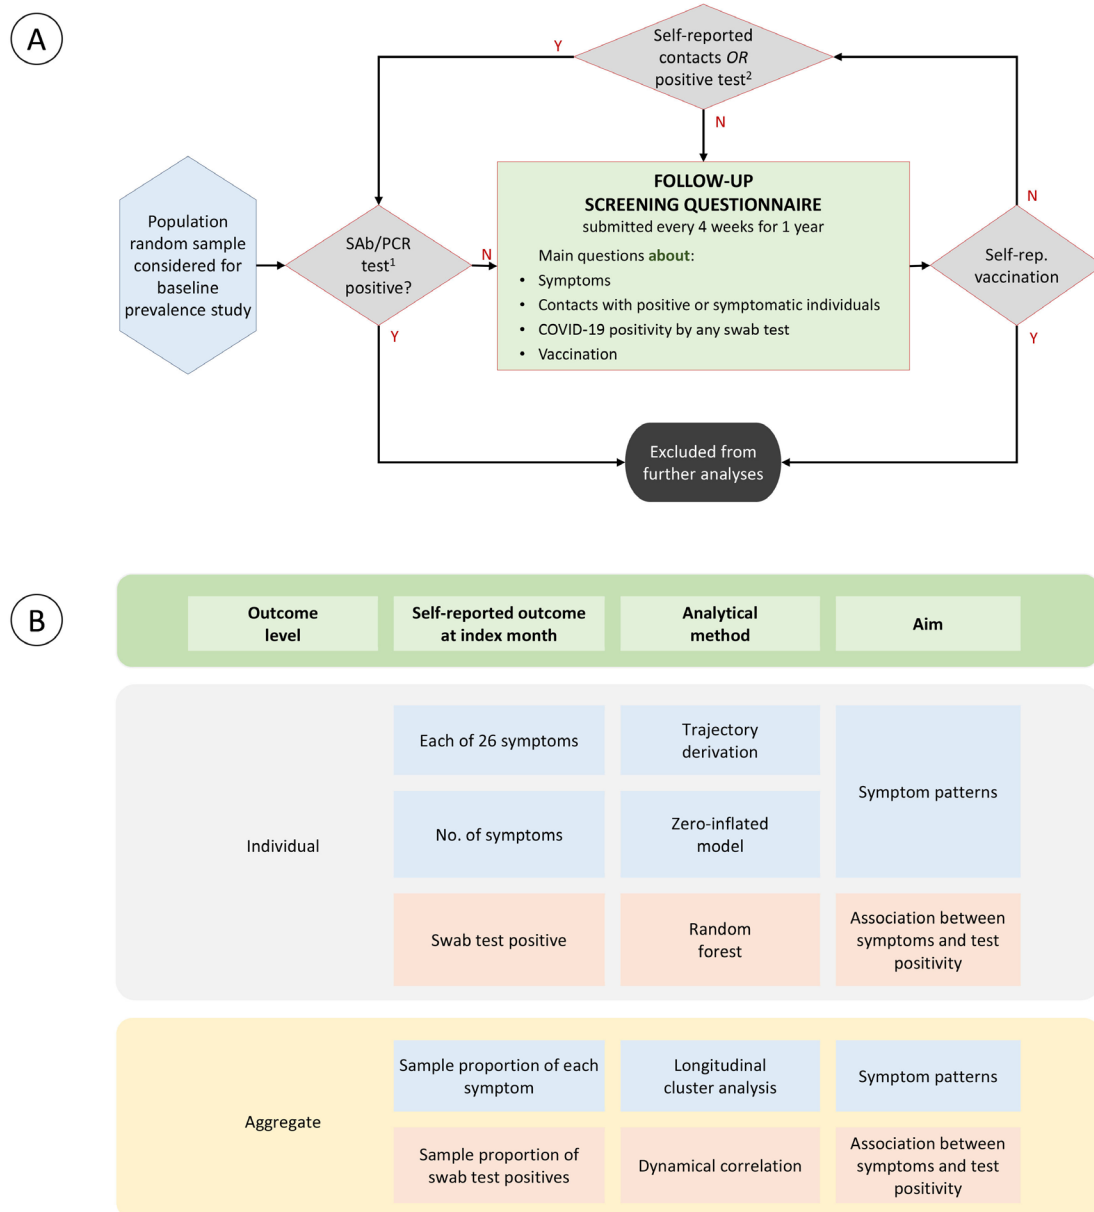 A
Self-reported
contacts OR
positive test2
Y
N
Population
random sample
considered for
baseline
prevalence study
SAb/PCR
test1
positive?
N
Y
FOLLOW-UP
SCREENING QUESTIONNAIRE
submitted every 4 weeks for 1 year
Main questions about:
• Symptoms
• Contacts with positive or symptomatic individuals
• COVID-19 positivity by any swab test
• Vaccination
N
Self-rep.
vaccination
Y
Excluded from
further analyses
B
Outcome
level
Self-reported outcome
at index month
Analytical
method
Aim
Individual
Each of 26 symptoms
Trajectory
derivation
Symptom patterns
No. of symptoms
Zero-inflated
model
Swab test positive
Random
forest
Association between
symptoms and test
positivity
Aggregate
Sample proportion of each
symptom
Longitudinal
cluster analysis
Symptom patterns
Sample proportion of
swab test positives
Dynamical correlation
Association between
symptoms and test
positivity